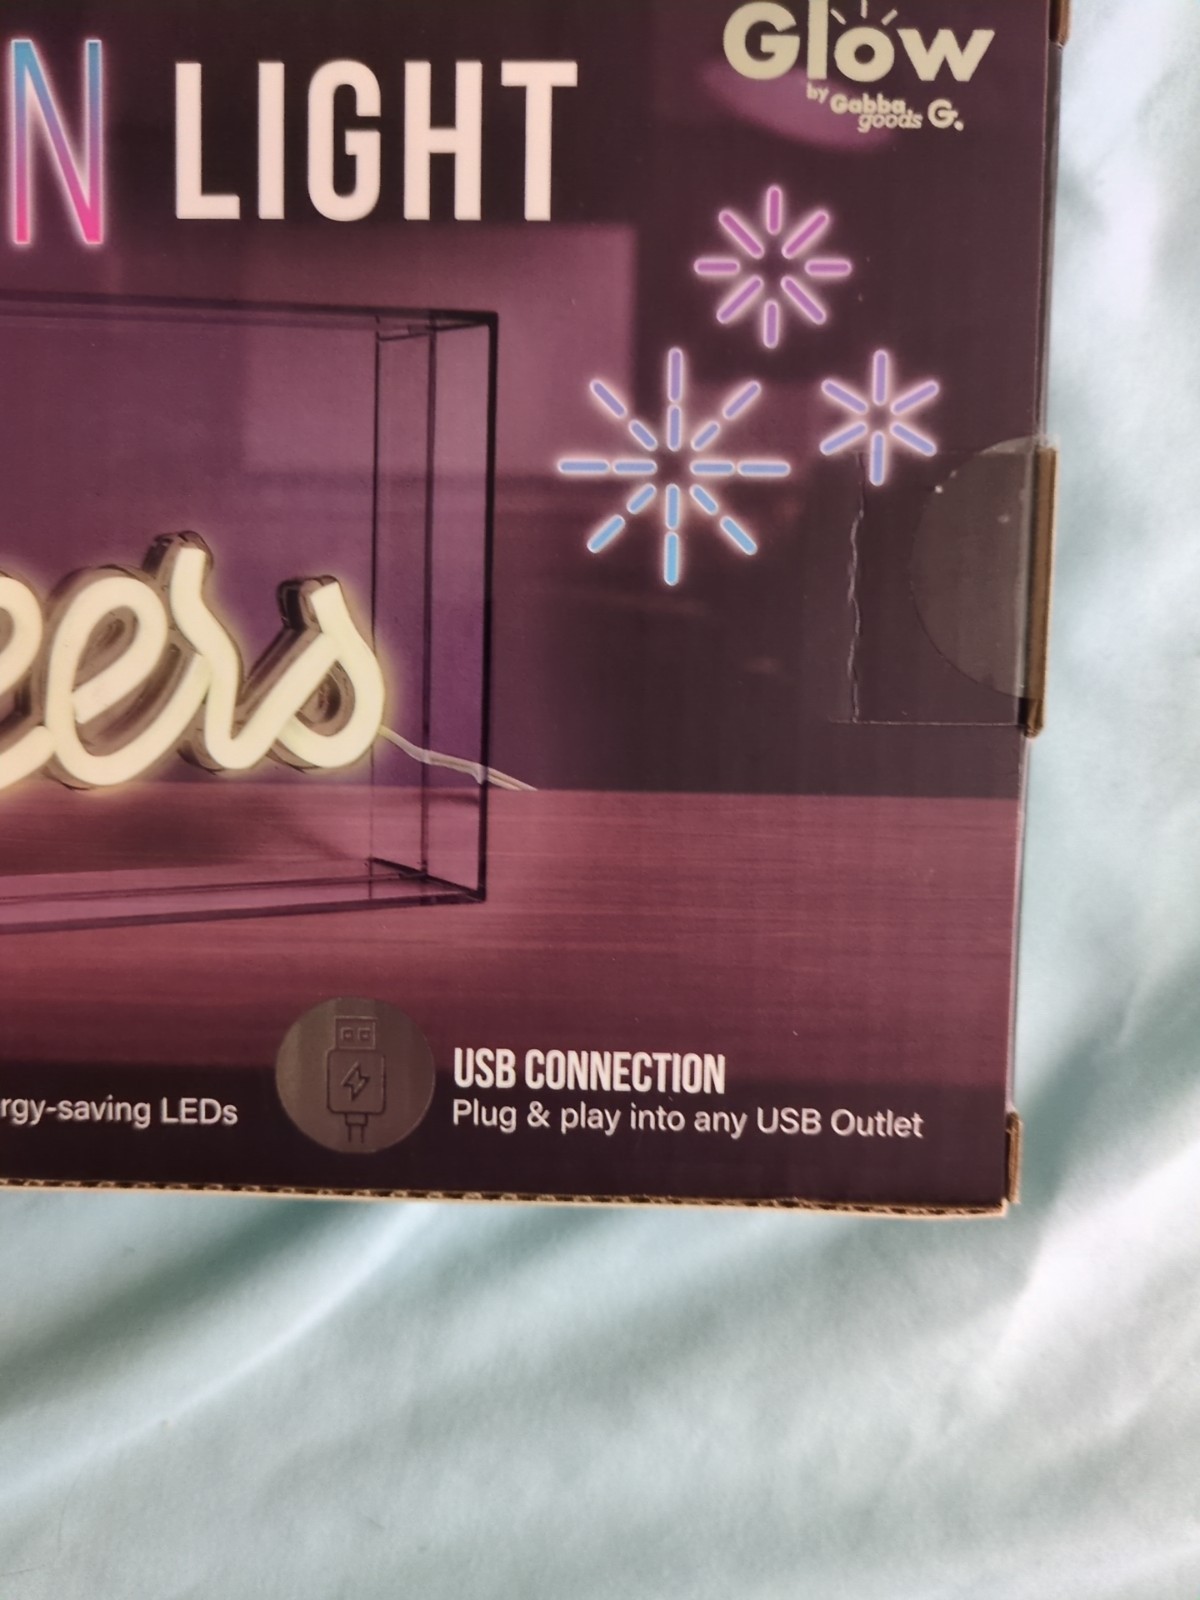 Glow
by Gabba goods G.
N LIGHT
eers
rgy-saving LEDs
USB CONNECTION
Plug & play into any USB Outlet